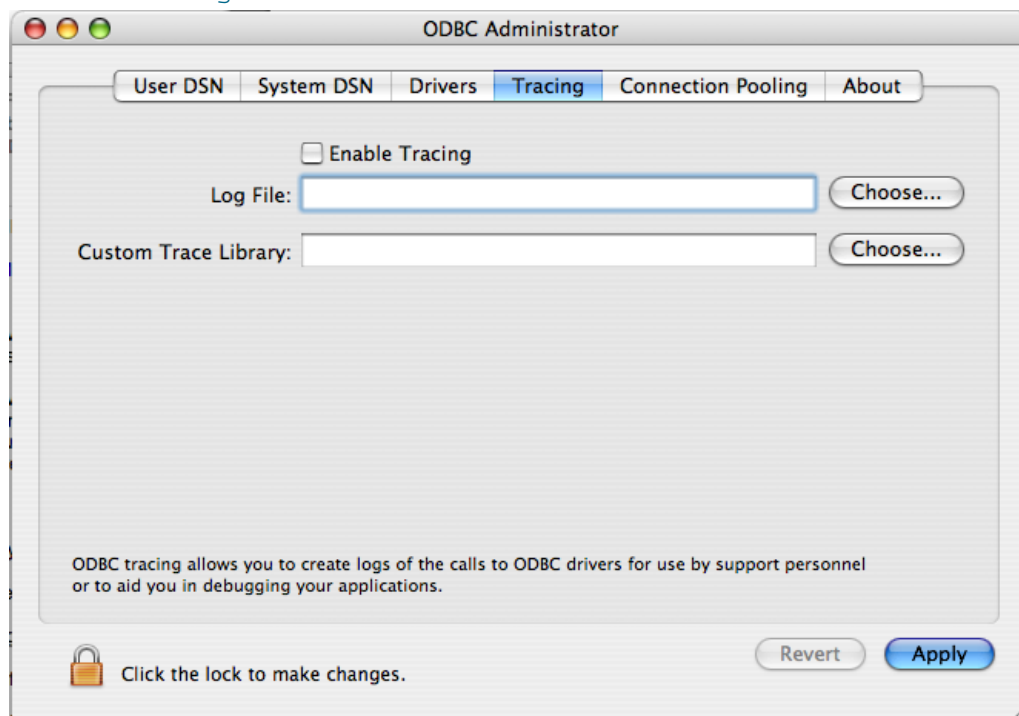 ODBC Administrator
User DSN System DSN Drivers Tracing Connection Pooling About
Enable Tracing
Log File: Choose...
Custom Trace Library: Choose...
ODBC tracing allows you to create logs of the calls to ODBC drivers for use by support personnel
or to aid you in debugging your applications.
Click the lock to make changes.
Revert Apply